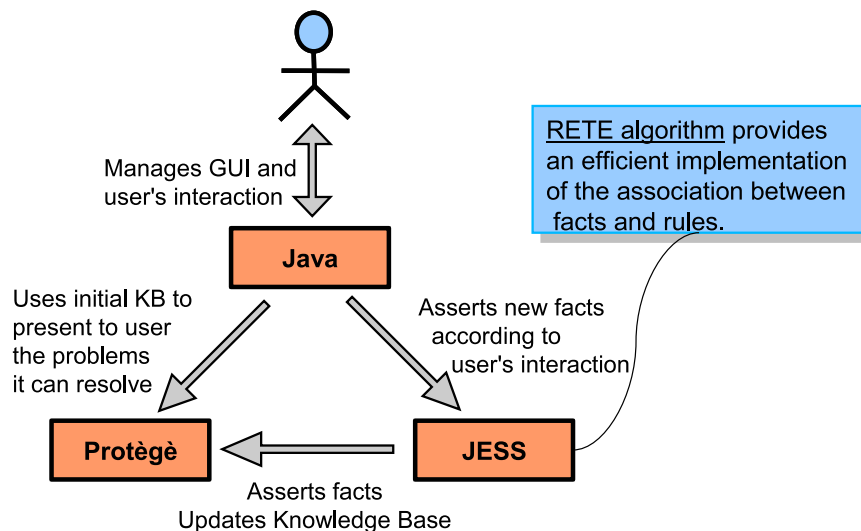 Manages GUI and
user's interaction
RETE algorithm provides
an efficient implementation
of the association between
facts and rules.
Java
Uses initial KB to
present to user
the problems
it can resolve
Asserts new facts
according to
user's interaction
Protègè
JESS
Asserts facts
Updates Knowledge Base